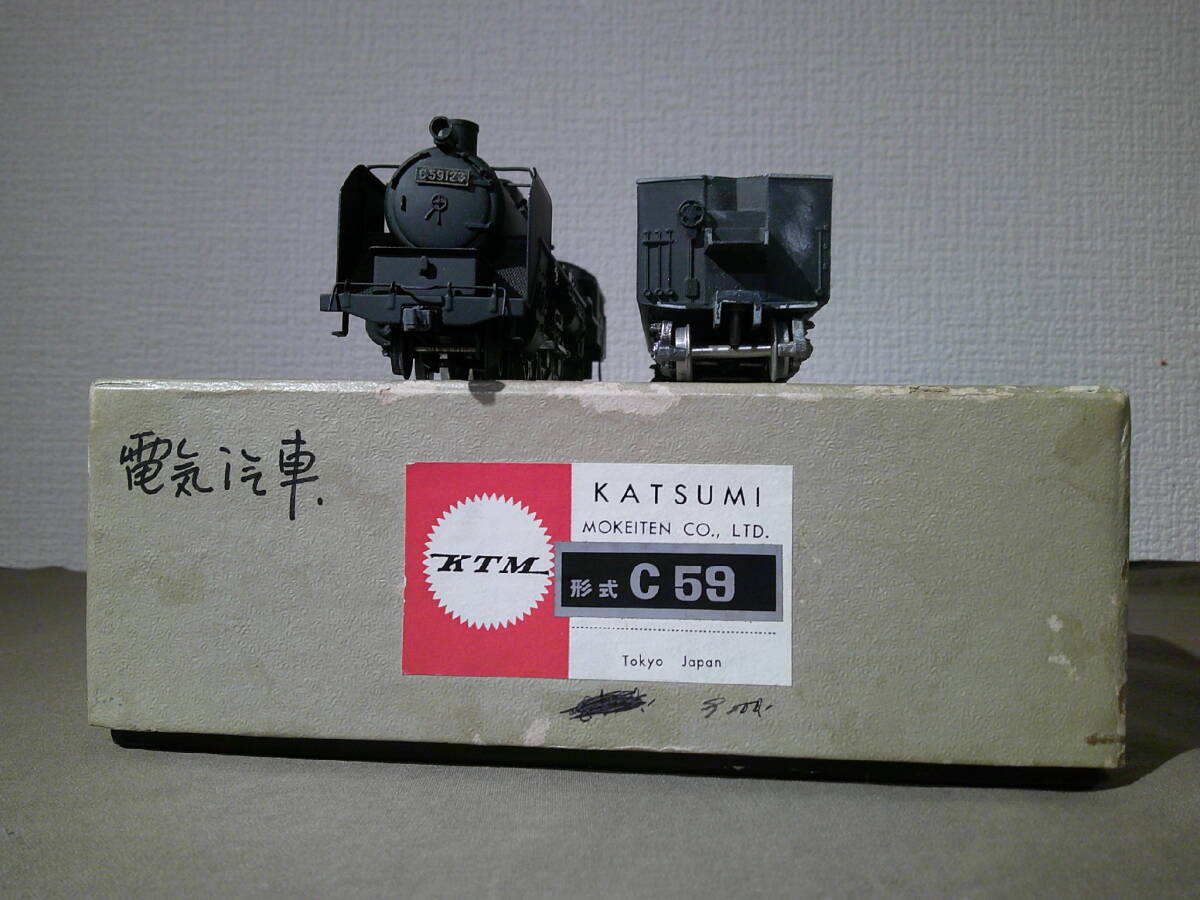 C59123
電気汽車.
KATSUMI
MOKEITEN CO., LTD.
KTM
形式 C 59
Tokyo Japan